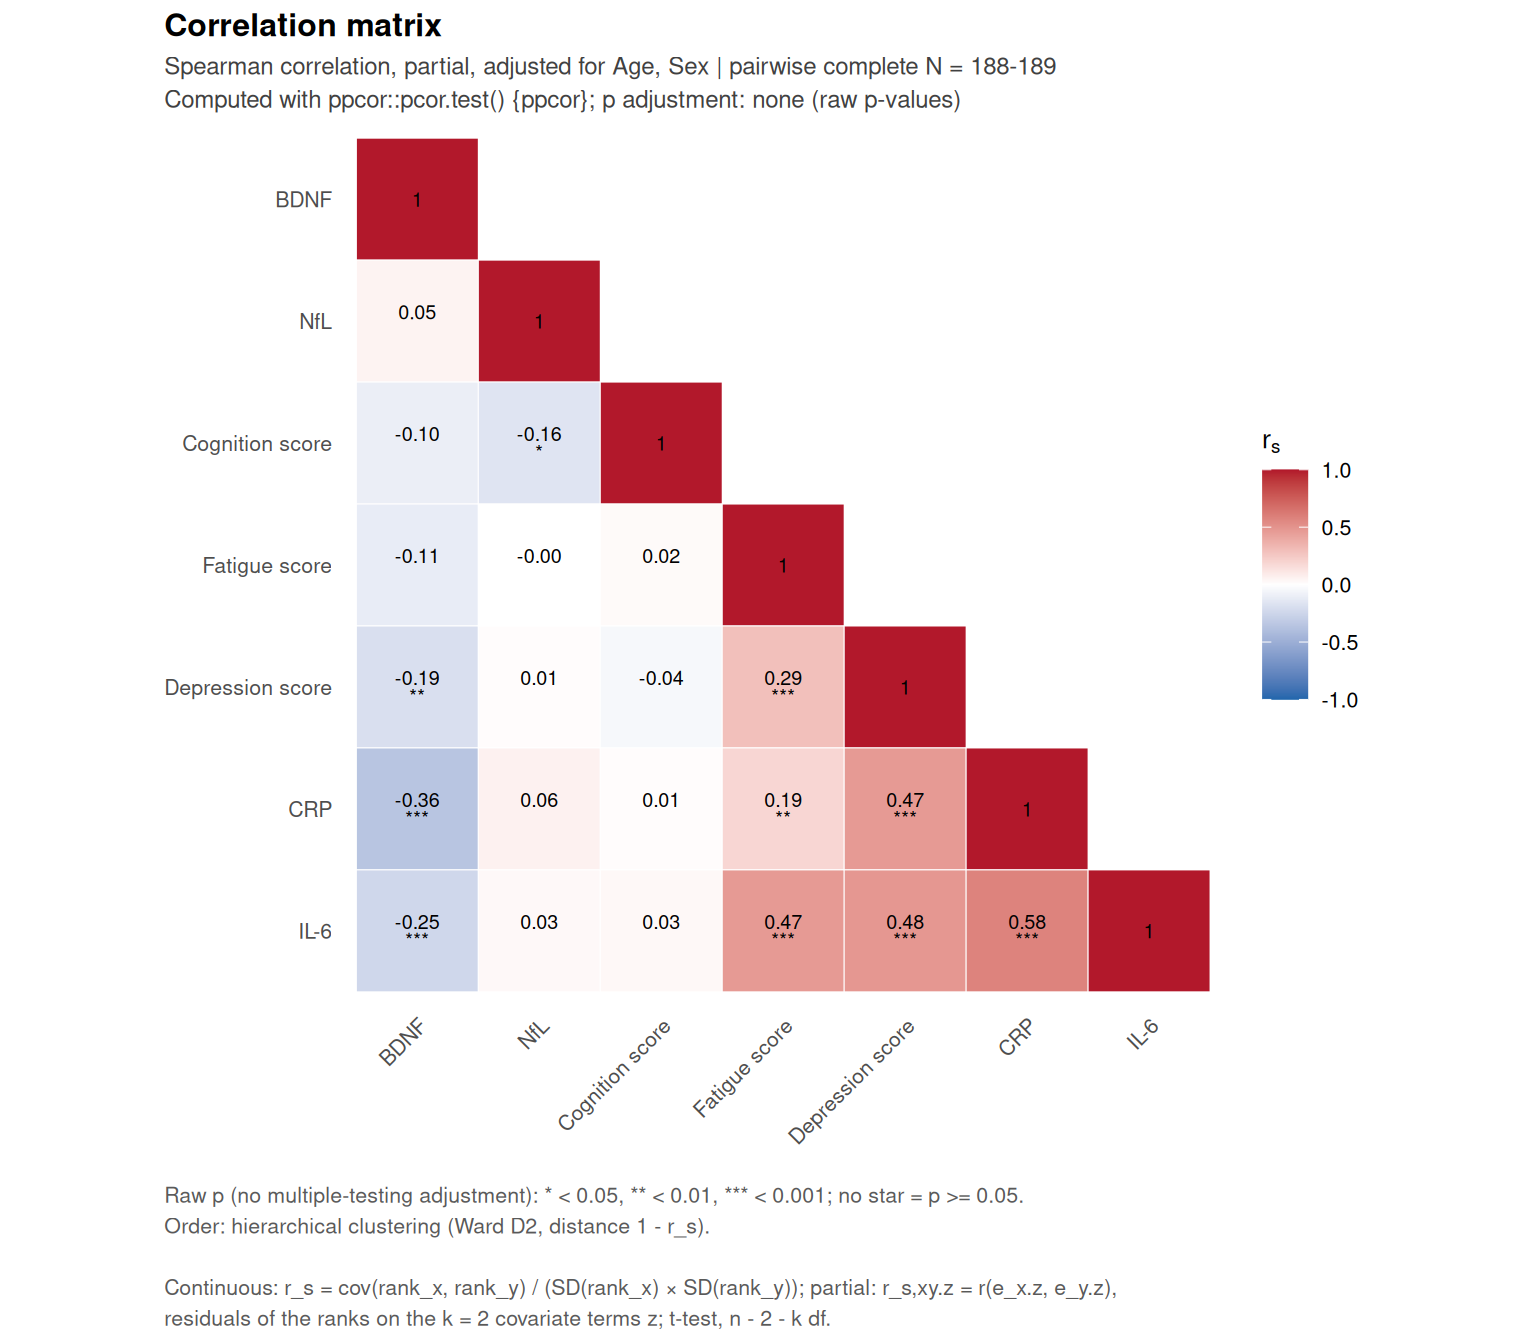 Correlation matrix
Spearman correlation, partial, adjusted for Age, Sex | pairwise complete N = 188-189
Computed with ppcor::pcor.test() {ppcor}; p adjustment: none (raw p-values)
BDNF 1
NfL 0.05 1
Cognition score -0.10 -0.16 * 1
Fatigue score -0.11 -0.00 0.02 1
Depression score -0.19 ** 0.01 -0.04 0.29 *** 1
CRP -0.36 *** 0.06 0.01 0.19 ** 0.47 *** 1
IL-6 -0.25 *** 0.03 0.03 0.47 *** 0.48 *** 0.58 *** 1
BDNF NfL Cognition score Fatigue score Depression score CRP IL-6
r_s
1.0
0.5
0.0
-0.5
-1.0
Raw p (no multiple-testing adjustment): * < 0.05, ** < 0.01, *** < 0.001; no star = p >= 0.05.
Order: hierarchical clustering (Ward D2, distance 1 - r_s).
Continuous: r_s = cov(rank_x, rank_y) / (SD(rank_x) × SD(rank_y)); partial: r_s,xy.z = r(e_x.z, e_y.z),
residuals of the ranks on the k = 2 covariate terms z; t-test, n - 2 - k df.